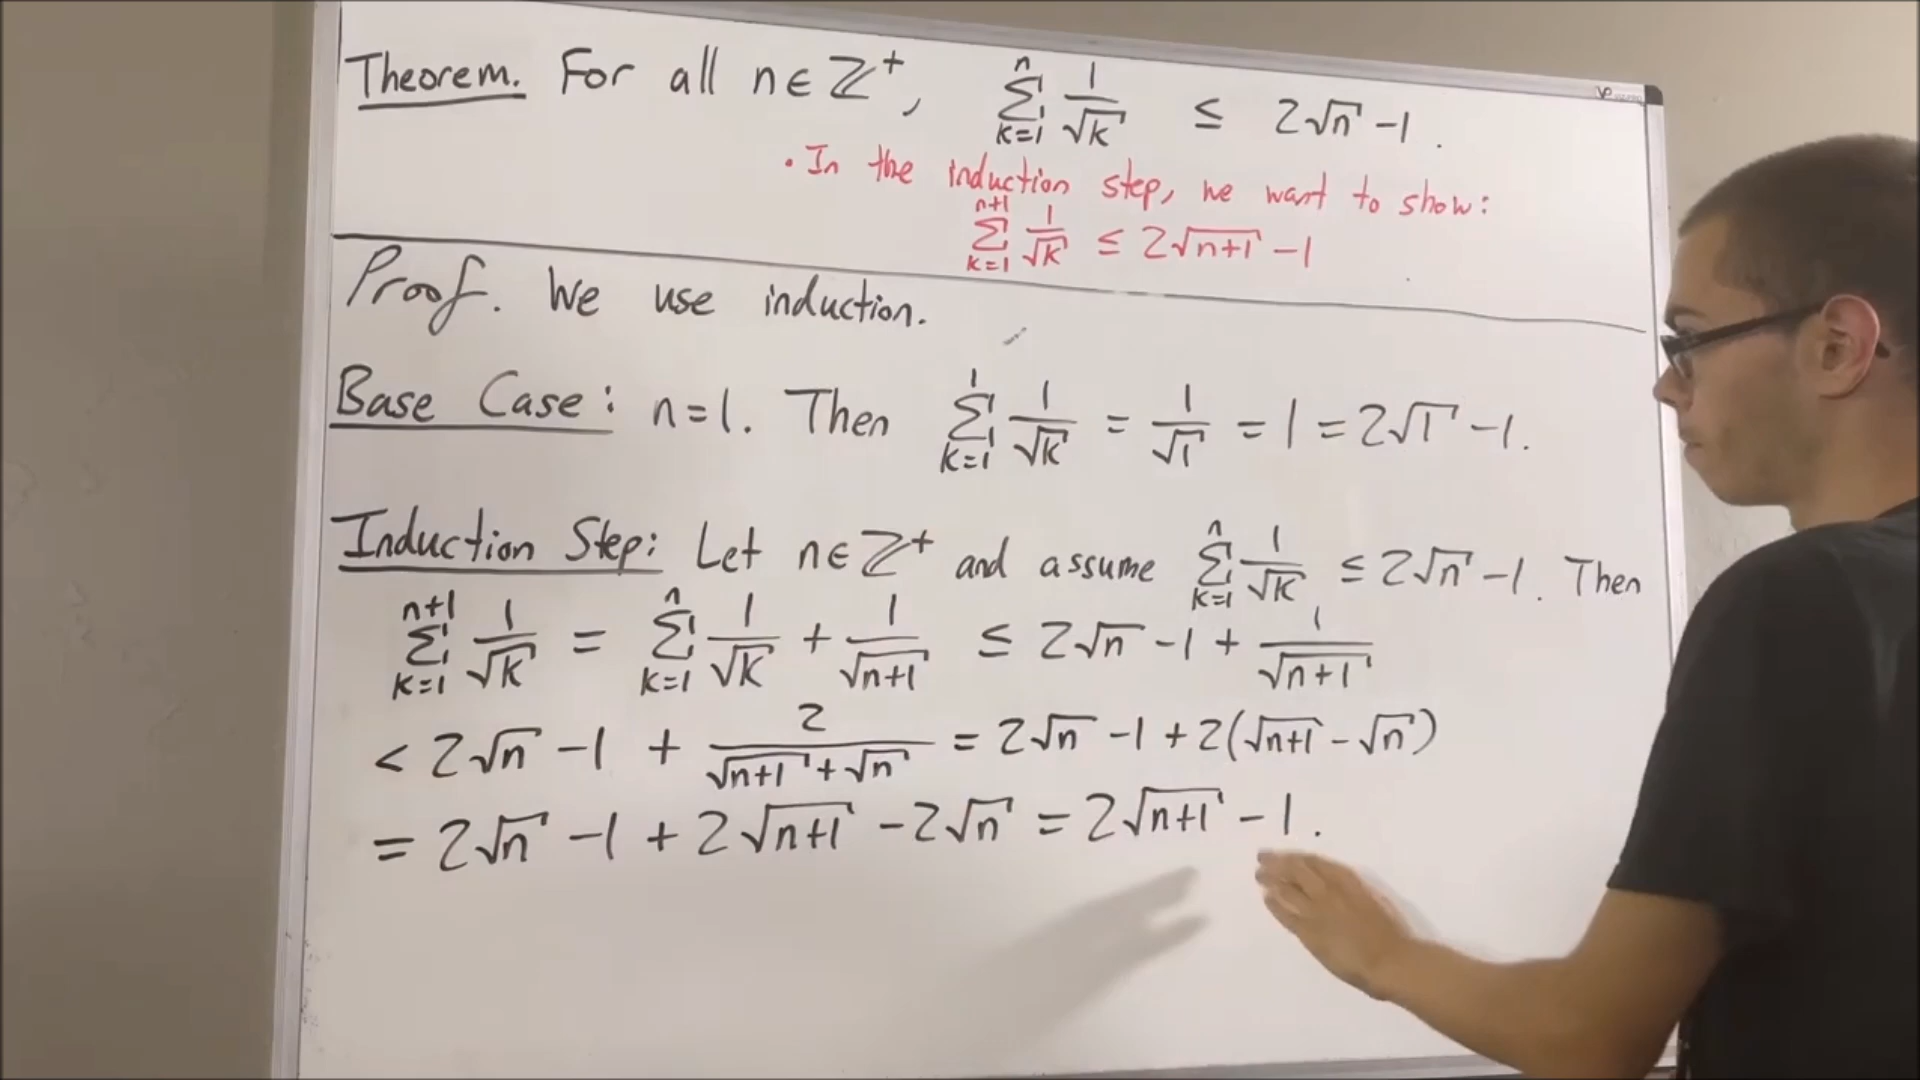 Theorem. For all n ∈ ℤ⁺, ∑_{k=1}^{n} 1/√k ≤ 2√n - 1.
• In the induction step, we want to show:
∑_{k=1}^{n+1} 1/√k ≤ 2√(n+1) - 1
Proof. We use induction.
Base Case: n=1. Then ∑_{k=1}^{1} 1/√k = 1/√1 = 1 = 2√1 - 1.
Induction Step: Let n ∈ ℤ⁺ and assume ∑_{k=1}^{n} 1/√k ≤ 2√n - 1. Then
∑_{k=1}^{n+1} 1/√k = ∑_{k=1}^{n} 1/√k + 1/√(n+1) ≤ 2√n - 1 + 1/√(n+1)
< 2√n - 1 + 2/(√(n+1) + √n) = 2√n - 1 + 2(√(n+1) - √n)
= 2√n - 1 + 2√(n+1) - 2√n = 2√(n+1) - 1.